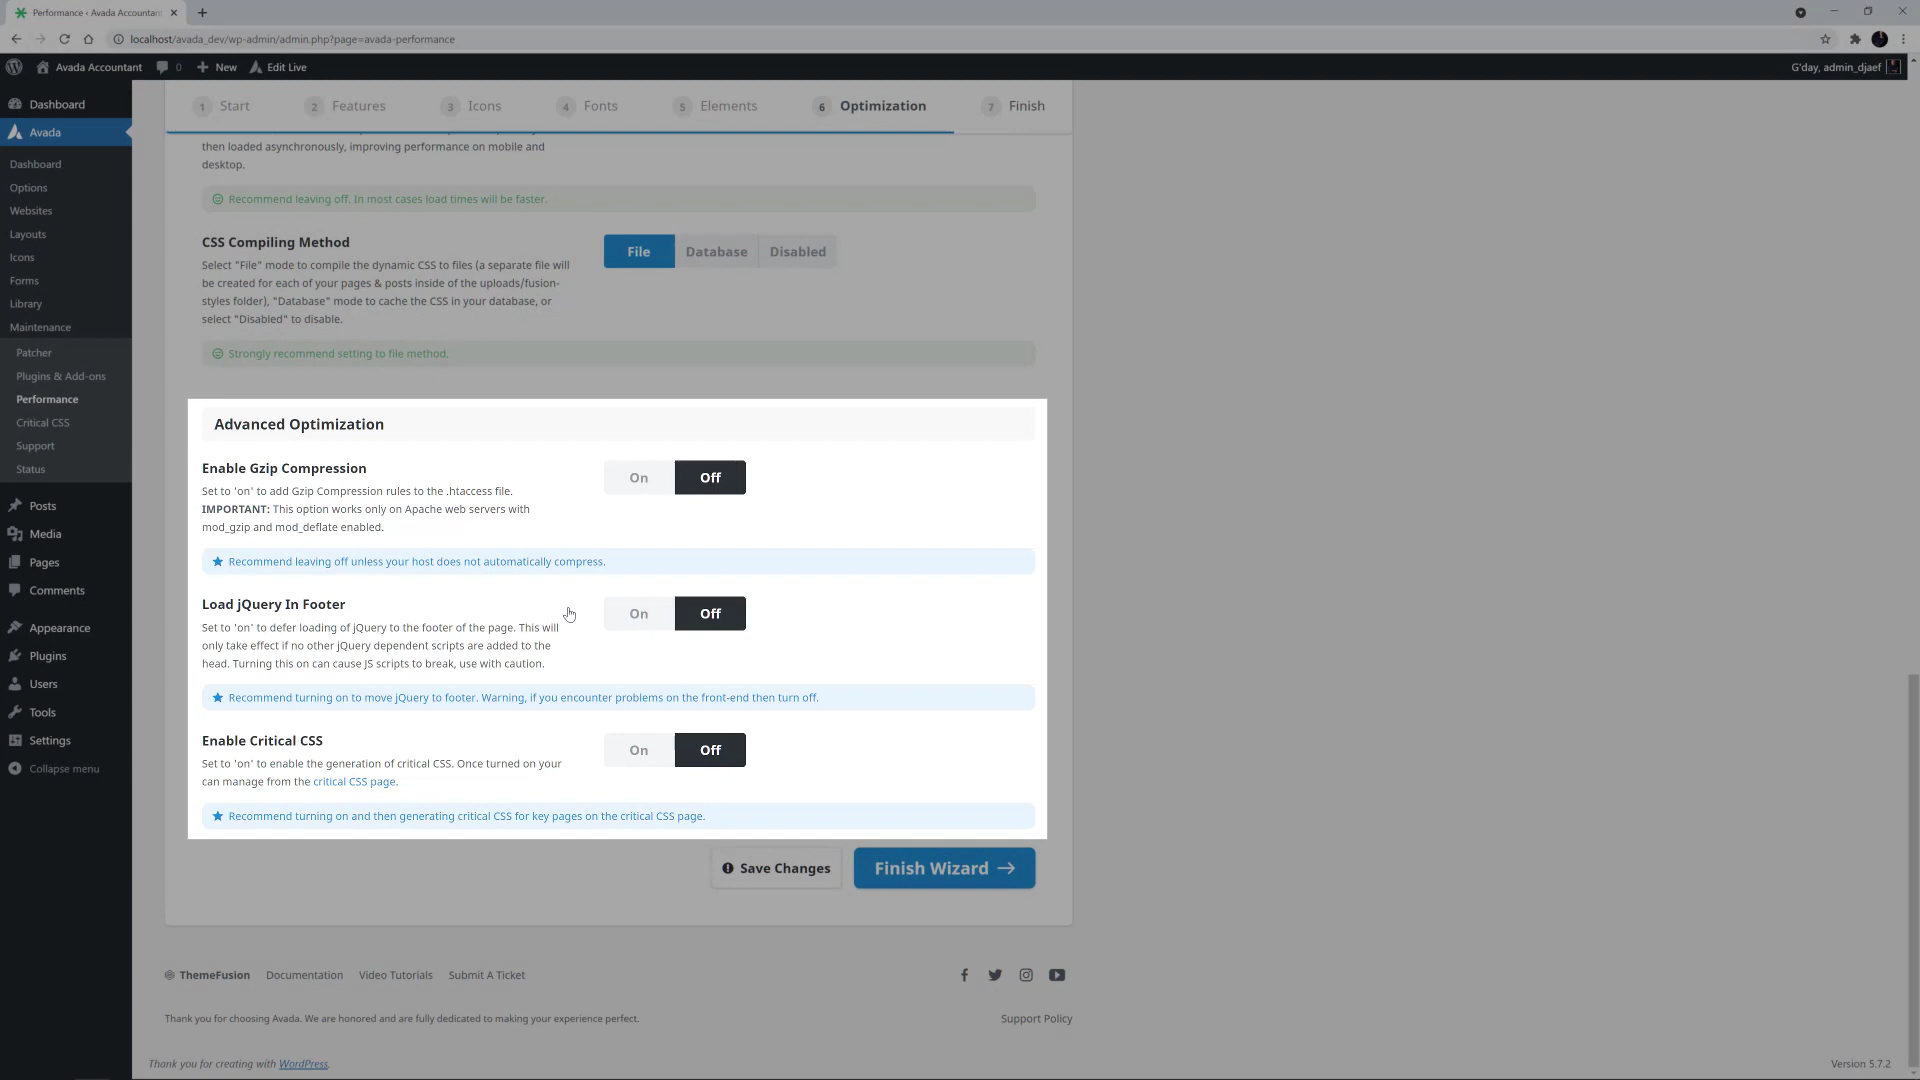 Performance ‹ Avada Accountan
localhost/avada_dev/wp-admin/admin.php?page=avada-performance
Avada Accountant
0
New
Edit Live
G'day, admin_djaef
Dashboard
Avada
Dashboard
Options
Websites
Layouts
Icons
Forms
Library
Maintenance
Patcher
Plugins & Add-ons
Performance
Critical CSS
Support
Status
Posts
Media
Pages
Comments
Appearance
Plugins
Users
Tools
Settings
Collapse menu
1 Start
2 Features
3 Icons
4 Fonts
5 Elements
6 Optimization
7 Finish
then loaded asynchronously, improving performance on mobile and
desktop.
Recommend leaving off. In most cases load times will be faster.
CSS Compiling Method
Select "File" mode to compile the dynamic CSS to files (a separate file will
be created for each of your pages & posts inside of the uploads/fusion-
styles folder), "Database" mode to cache the CSS in your database, or
select "Disabled" to disable.
File
Database
Disabled
Strongly recommend setting to file method.
Advanced Optimization
Enable Gzip Compression
Set to 'on' to add Gzip Compression rules to the .htaccess file.
IMPORTANT: This option works only on Apache web servers with
mod_gzip and mod_deflate enabled.
On
Off
Recommend leaving off unless your host does not automatically compress.
Load jQuery In Footer
Set to 'on' to defer loading of jQuery to the footer of the page. This will
only take effect if no other jQuery dependent scripts are added to the
head. Turning this on can cause JS scripts to break, use with caution.
On
Off
Recommend turning on to move jQuery to footer. Warning, if you encounter problems on the front-end then turn off.
Enable Critical CSS
Set to 'on' to enable the generation of critical CSS. Once turned on your
can manage from the critical CSS page.
On
Off
Recommend turning on and then generating critical CSS for key pages on the critical CSS page.
Save Changes
Finish Wizard
ThemeFusion
Documentation
Video Tutorials
Submit A Ticket
Thank you for choosing Avada. We are honored and are fully dedicated to making your experience perfect.
Support Policy
Thank you for creating with WordPress.
Version 5.7.2